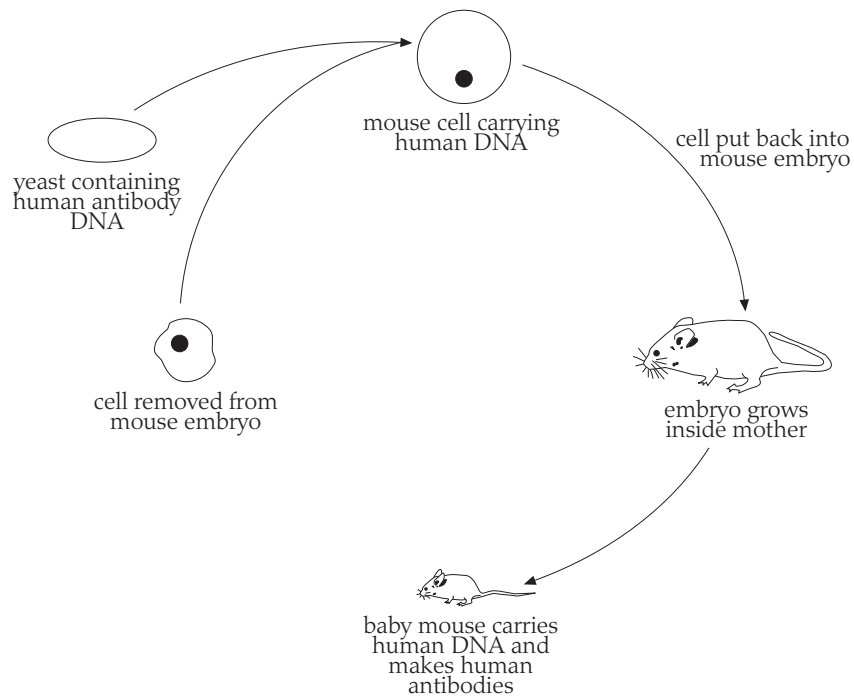 mouse cell carrying
human DNA
cell put back into
mouse embryo
yeast containing
human antibody
DNA
cell removed from
mouse embryo
embryo grows
inside mother
baby mouse carries
human DNA and
makes human
antibodies